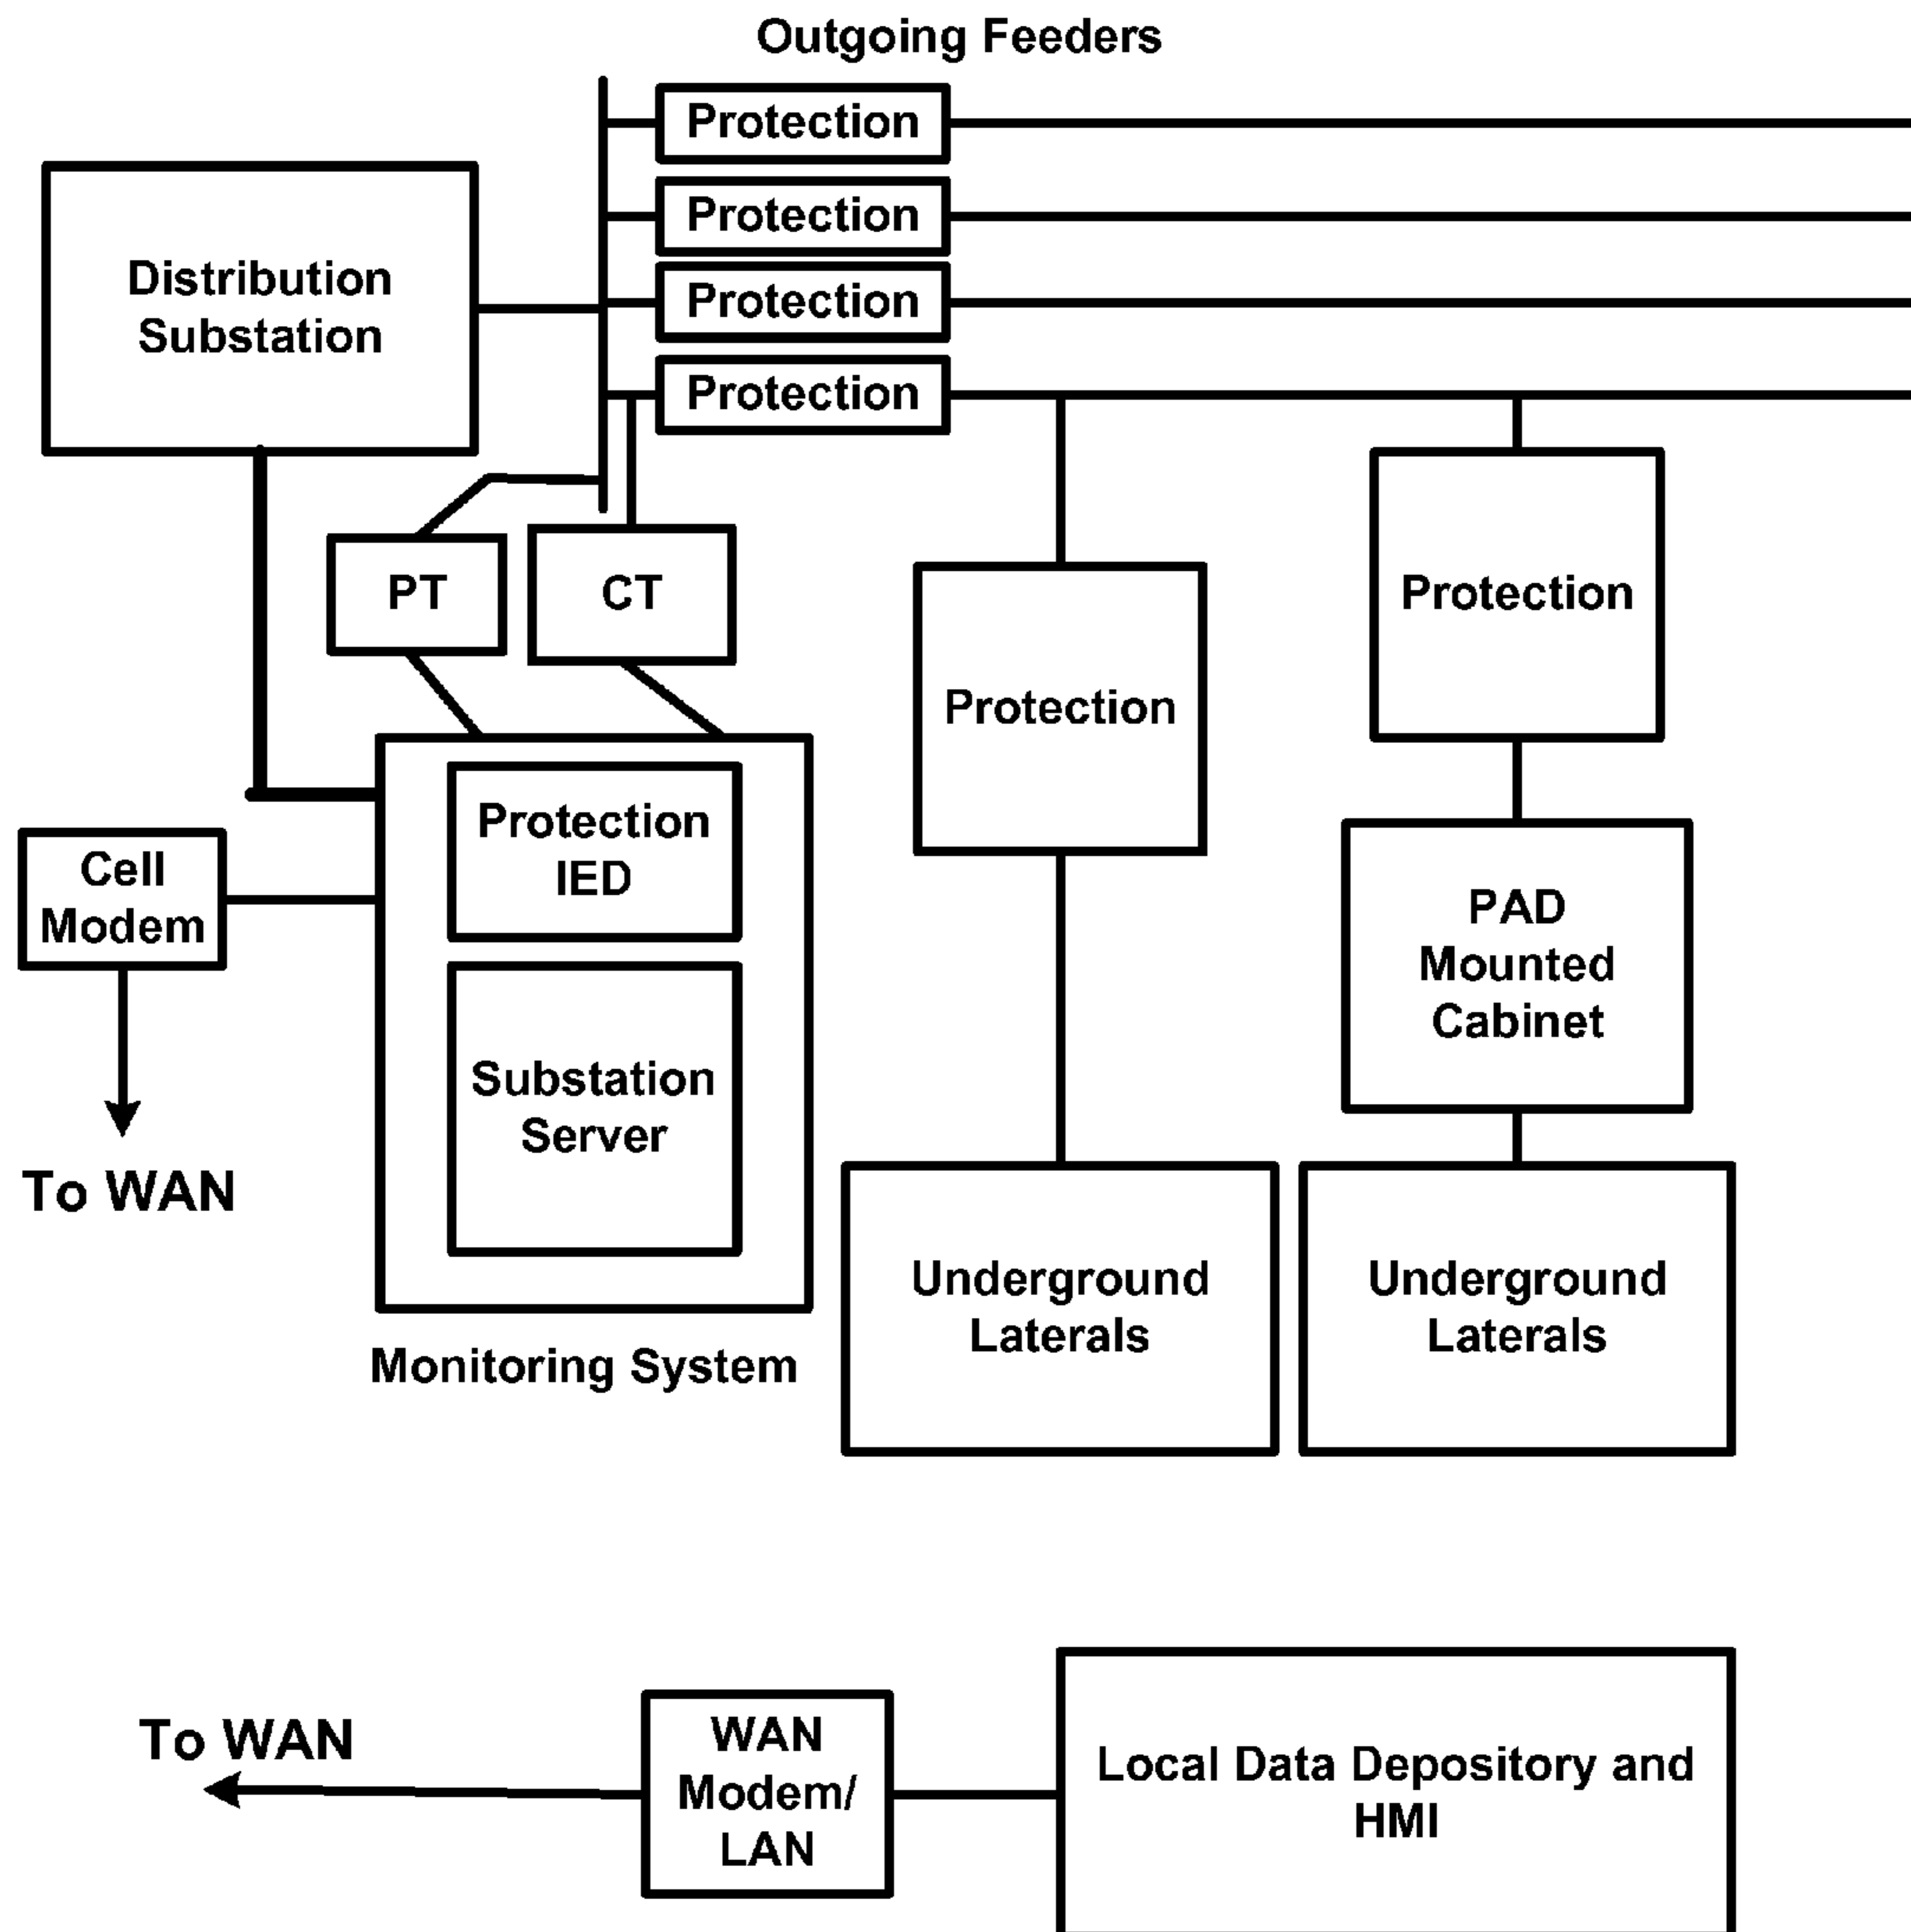 Outgoing Feeders
Protection
Protection
Protection
Protection
Distribution
Substation
PT
CT
Protection
Protection
Protection
IED
Cell
Modem
PAD
Mounted
Cabinet
Substation
Server
To WAN
Underground
Laterals
Underground
Laterals
Monitoring System
To WAN
WAN
Modem/
LAN
Local Data Depository and
HMI